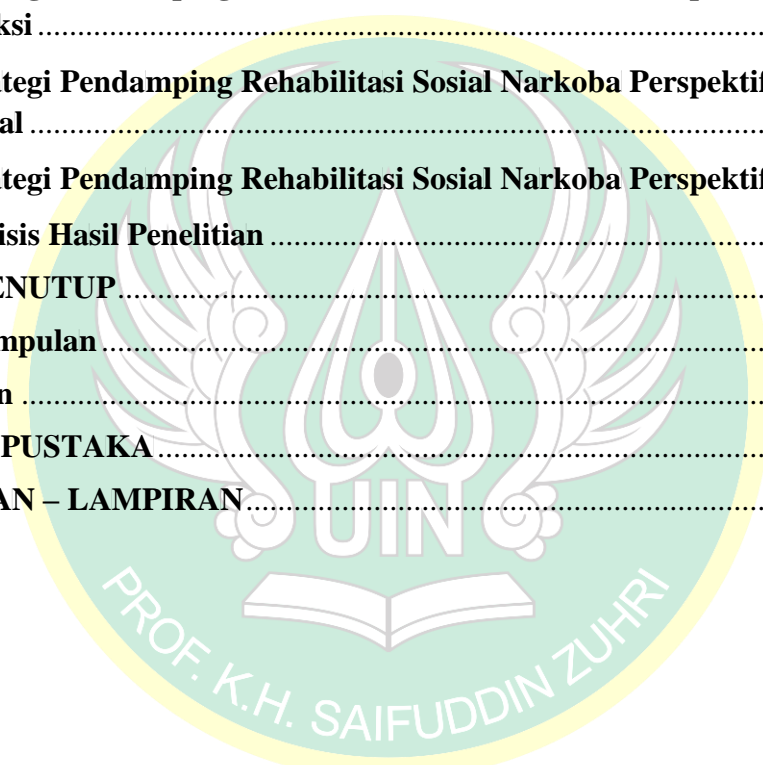 ksi ........................................
tegi Pendamping Rehabilitasi Sosial Narkoba Perspektif
al ........................................
tegi Pendamping Rehabilitasi Sosial Narkoba Perspektif
isis Hasil Penelitian ........................................
ENUTUP ........................................
mpulan ........................................
n ........................................
PUSTAKA ........................................
AN – LAMPIRAN ........................................
UIN
PROF. K.H. SAIFUDDIN ZUHRI